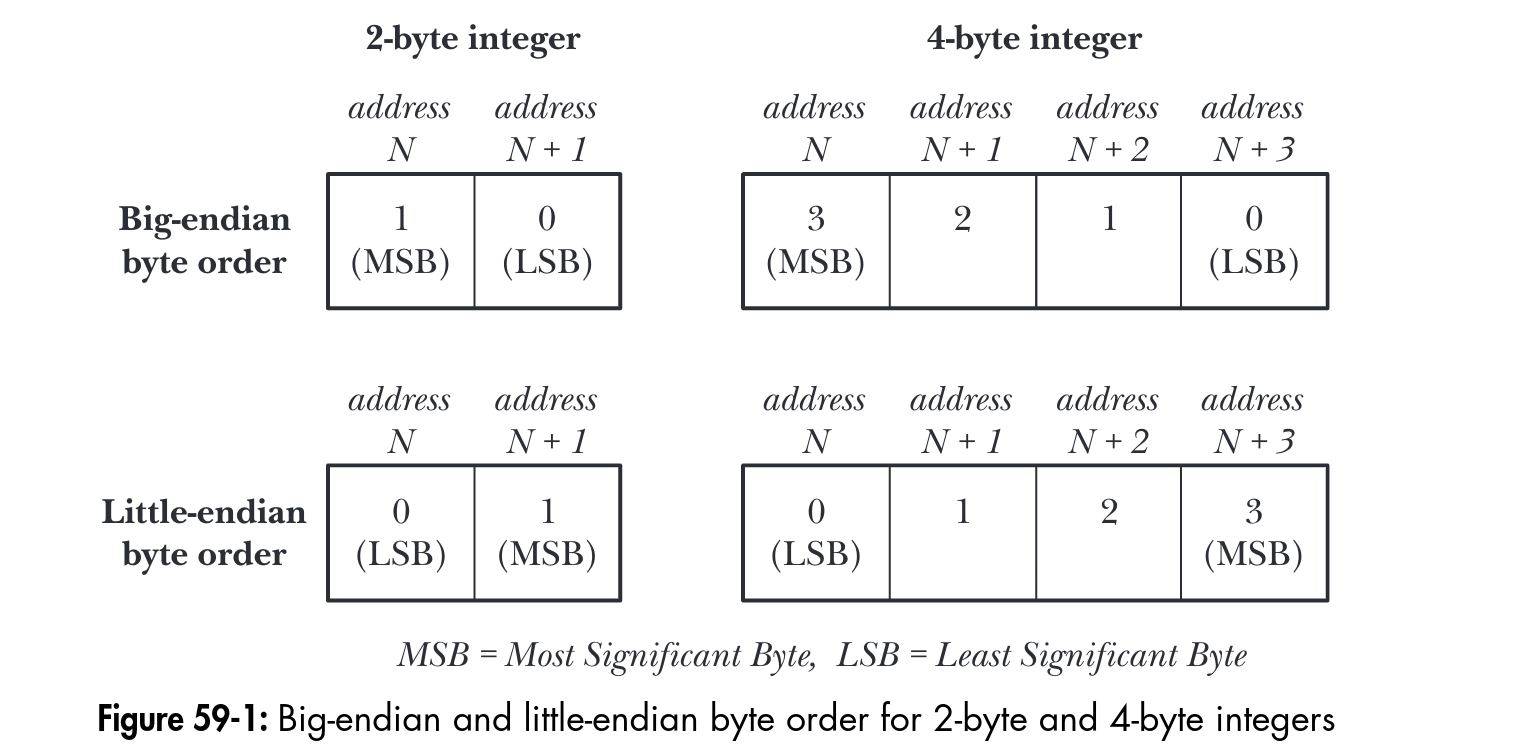 2-byte integer 4-byte integer
address address address address address address
N N + 1 N N + 1 N + 2 N + 3
Big-endian 1 0 3 2 1 0
byte order (MSB) (LSB) (MSB) (LSB)
address address address address address address
N N + 1 N N + 1 N + 2 N + 3
Little-endian 0 1 0 1 2 3
byte order (LSB) (MSB) (LSB) (MSB)
MSB = Most Significant Byte, LSB = Least Significant Byte
Figure 59-1: Big-endian and little-endian byte order for 2-byte and 4-byte integers